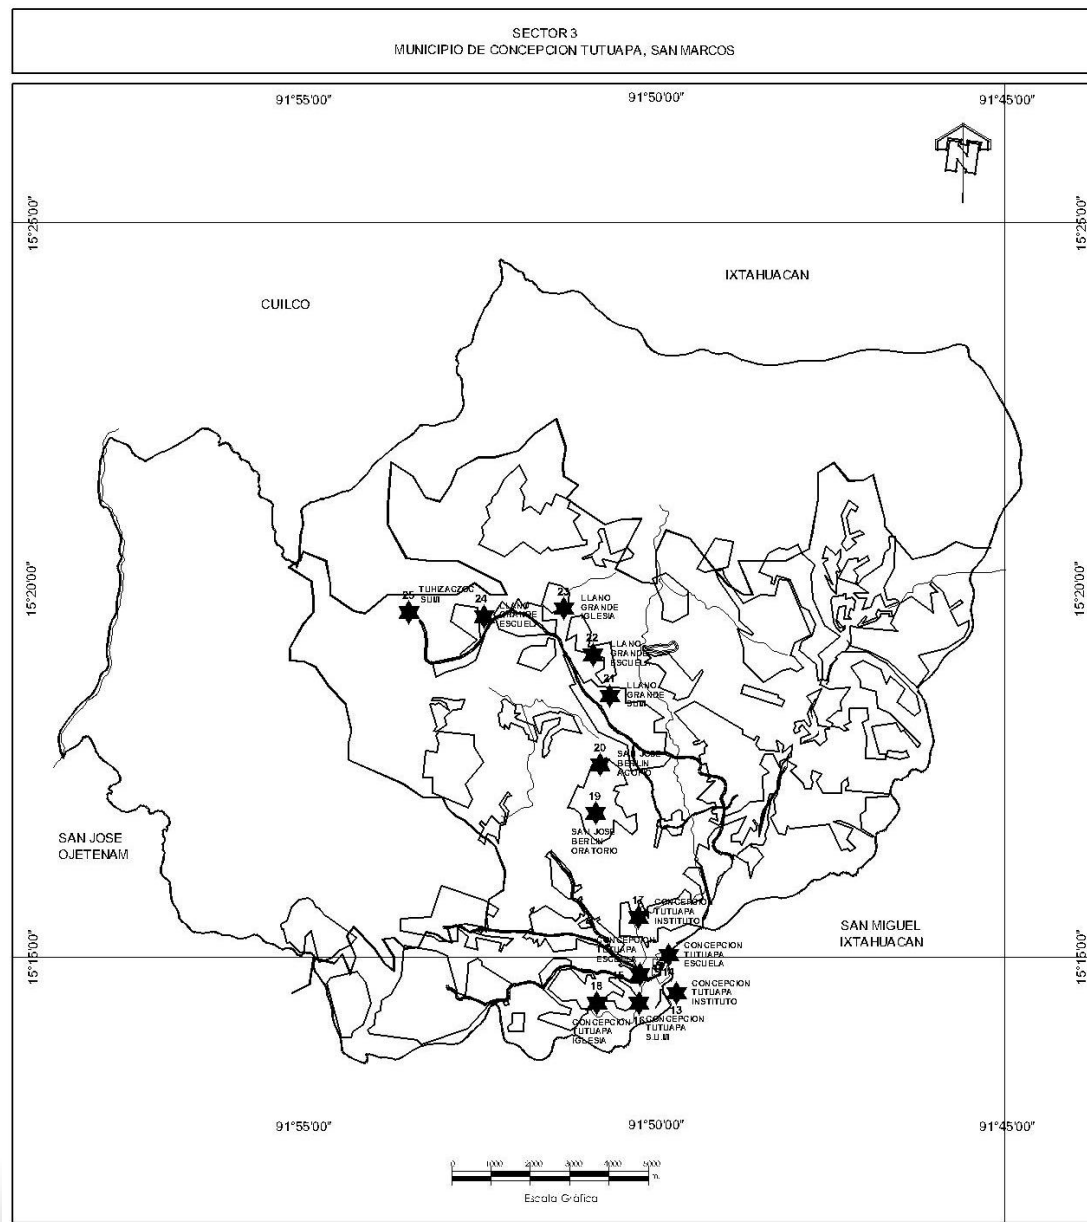 SECTOR 3
MUNICIPIO DE CONCEPCION TUTUAPA, SAN MARCOS
91°55'00"
91°50'00"
91°45'00"
N
15°25'00"
15°25'00"
IXTAHUACAN
CUILCO
15°20'00"
15°20'00"
25
TUHIZACZOC
SUM
24
LLANO
GRANDE
ESCUELA
23
LLANO
GRANDE
IGLESIA
22
LLANO
GRANDE
ESCUELA
21
LLANO
GRANDE
SUM
20
SAN JOSE
BERLIN
ACOPIO
19
SAN JOSE
BERLIN
ORATORIO
SAN JOSE
OJETENAM
17
CONCEPCION
TUTUAPA
INSTITUTO
SAN MIGUEL
IXTAHUACAN
CONCEPCION
TUTUAPA
ESCUELA
15
14
CONCEPCION
TUTUAPA
ESCUELA
15°15'00"
15°15'00"
18
CONCEPCION
TUTUAPA
IGLESIA
16
CONCEPCION
TUTUAPA
S.U.M
13
CONCEPCION
TUTUAPA
INSTITUTO
91°55'00"
91°50'00"
91°45'00"
0 1000 2000 3000 4000 5000
m.
Escala Gráfica